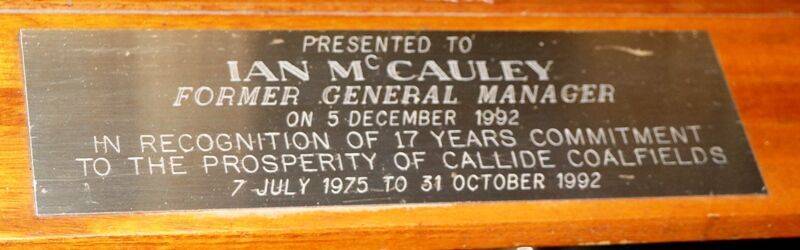 PRESENTED TO
IAN McCAULEY
FORMER GENERAL MANAGER
ON 5 DECEMBER 1992
IN RECOGNITION OF 17 YEARS COMMITMENT
TO THE PROSPERITY OF CALLIDE COALFIELDS
7 JULY 1975 TO 31 OCTOBER 1992